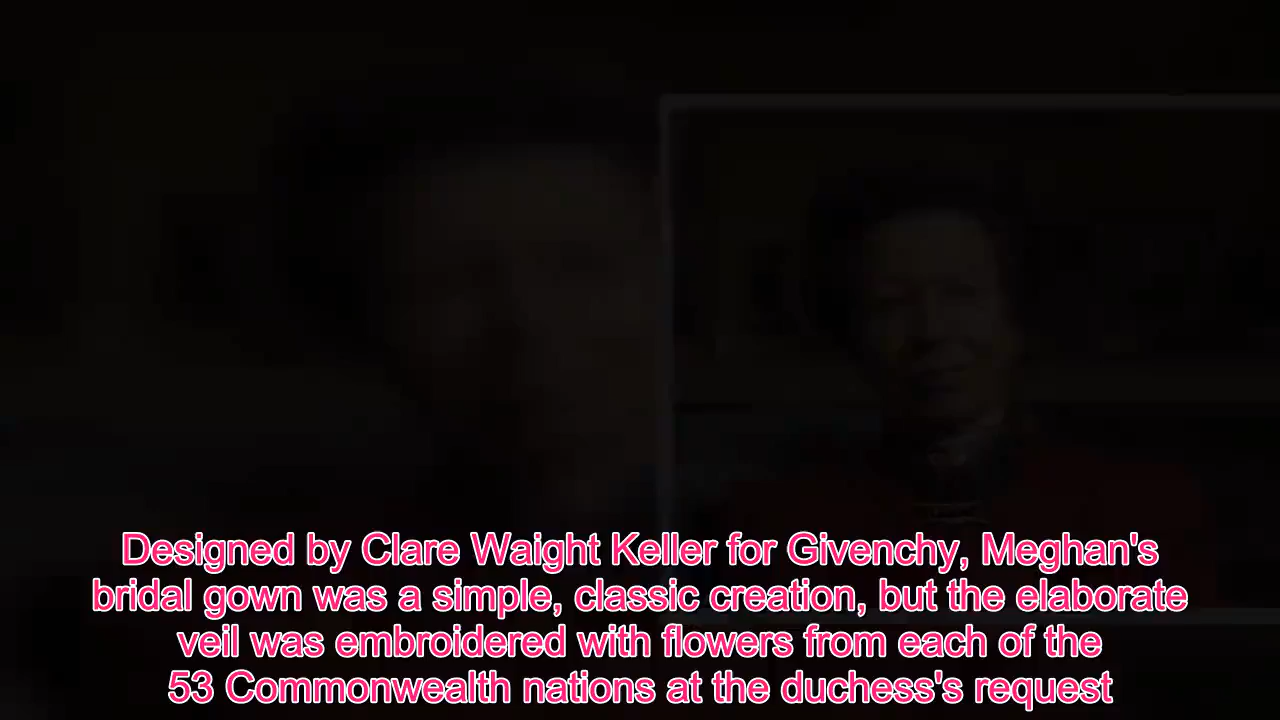 Designed by Clare Waight Keller for Givenchy, Meghan's
bridal gown was a simple, classic creation, but the elaborate
veil was embroidered with flowers from each of the
53 Commonwealth nations at the duchess's request